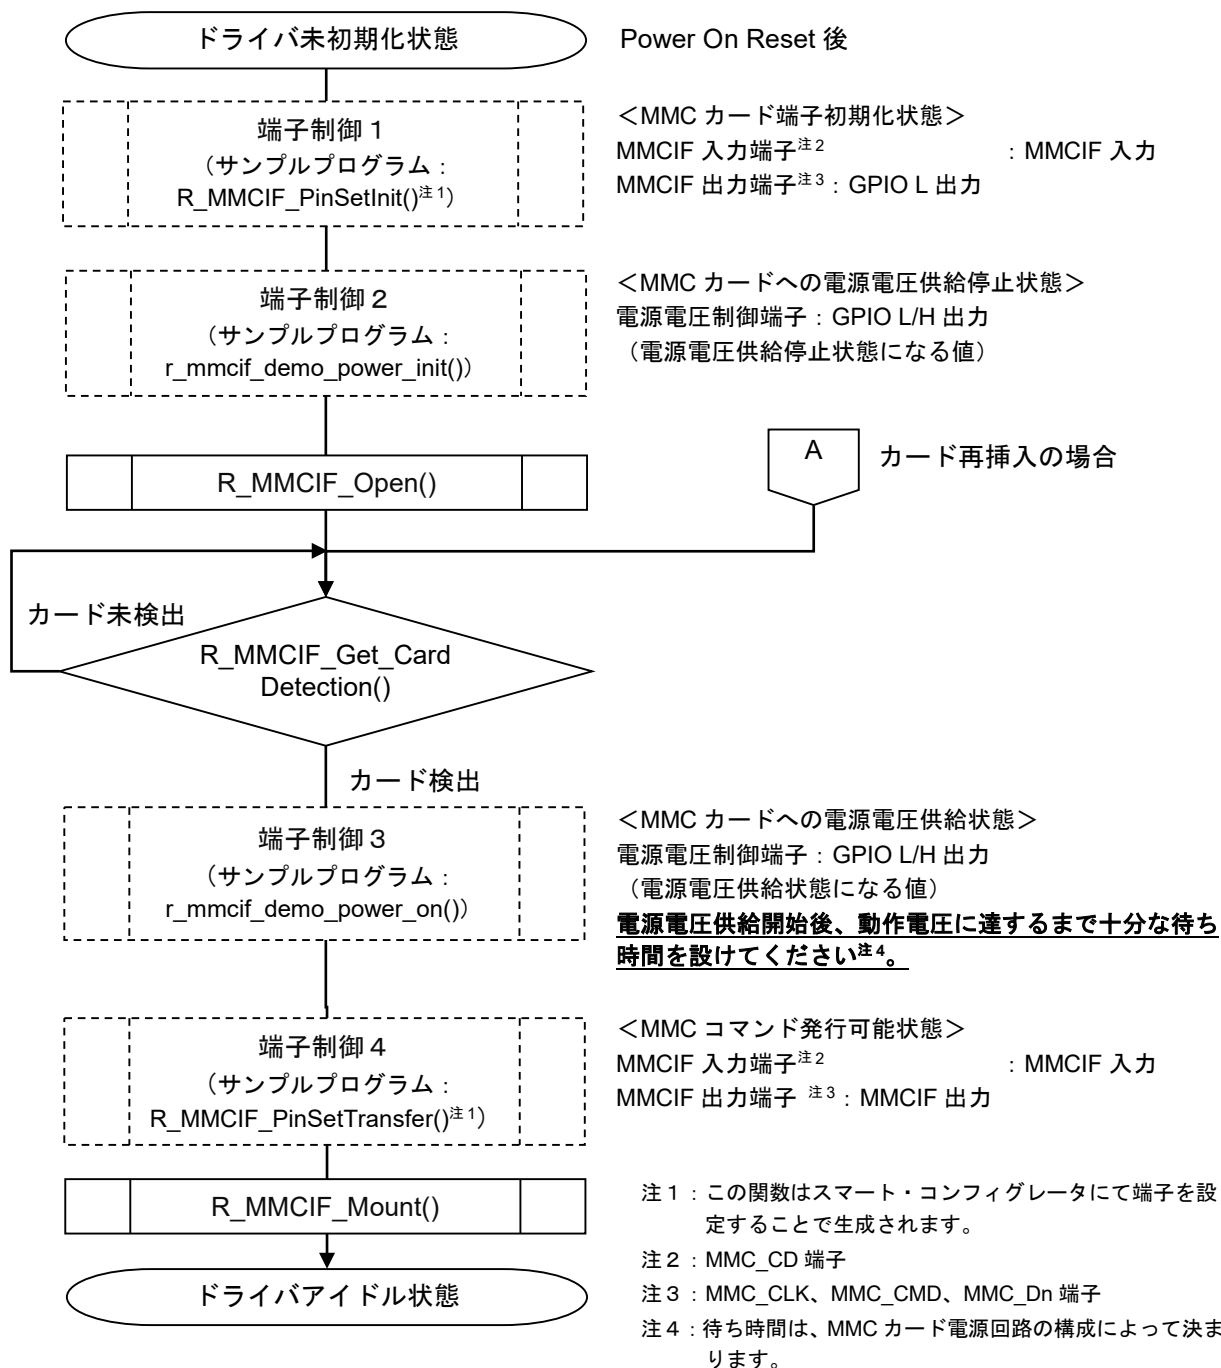 ドライバ未初期化状態
Power On Reset 後
端子制御１
（サンプルプログラム：
R_MMCIF_PinSetInit()注1）
＜MMC カード端子初期化状態＞
MMCIF 入力端子注2 ：MMCIF 入力
MMCIF 出力端子注3：GPIO L 出力
端子制御２
（サンプルプログラム：
r_mmcif_demo_power_init()）
＜MMC カードへの電源電圧供給停止状態＞
電源電圧制御端子：GPIO L/H 出力
（電源電圧供給停止状態になる値）
R_MMCIF_Open()
A
カード再挿入の場合
カード未検出
R_MMCIF_Get_Card
Detection()
カード検出
端子制御３
（サンプルプログラム：
r_mmcif_demo_power_on()）
＜MMC カードへの電源電圧供給状態＞
電源電圧制御端子：GPIO L/H 出力
（電源電圧供給状態になる値）
電源電圧供給開始後、動作電圧に達するまで十分な待ち
時間を設けてください注4。
端子制御４
（サンプルプログラム：
R_MMCIF_PinSetTransfer()注1）
＜MMC コマンド発行可能状態＞
MMCIF 入力端子注2 ：MMCIF 入力
MMCIF 出力端子 注3：MMCIF 出力
R_MMCIF_Mount()
ドライバアイドル状態
注１：この関数はスマート・コンフィグレータにて端子を設
定することで生成されます。
注２：MMC_CD 端子
注３：MMC_CLK、MMC_CMD、MMC_Dn 端子
注４：待ち時間は、MMC カード電源回路の構成によって決ま
ります。